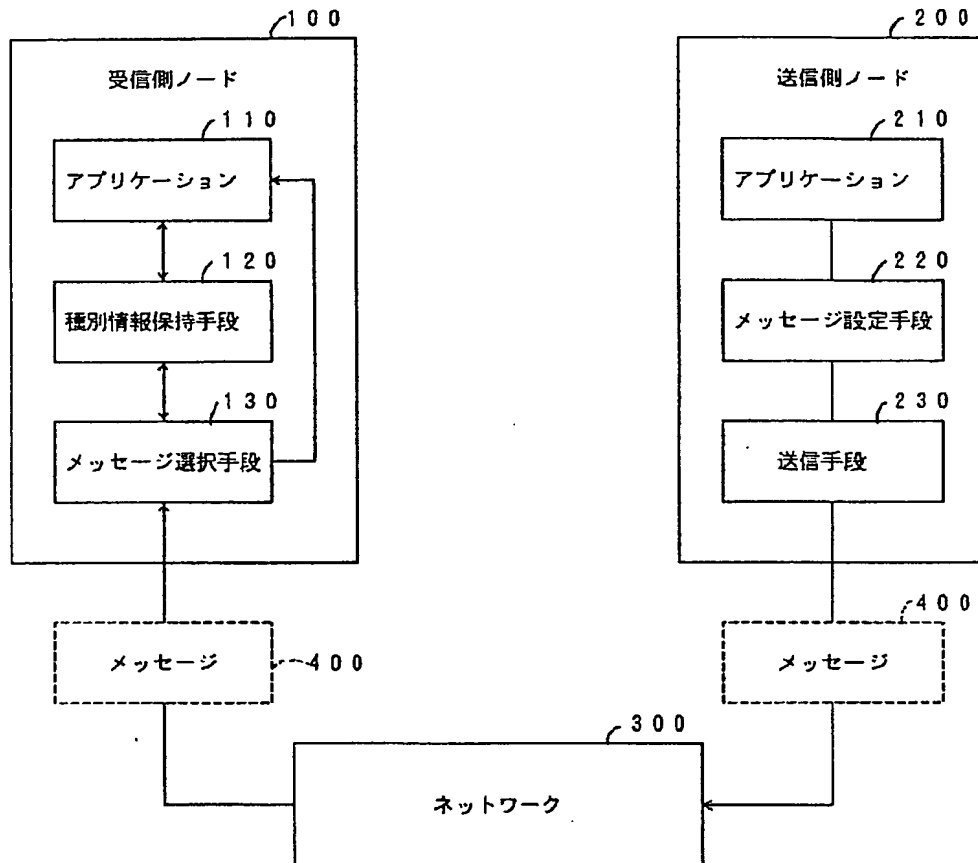 100
受信側ノード
110
アプリケーション
120
種別情報保持手段
130
メッセージ選択手段
メッセージ
400
200
送信側ノード
210
アプリケーション
220
メッセージ設定手段
230
送信手段
400
メッセージ
300
ネットワーク